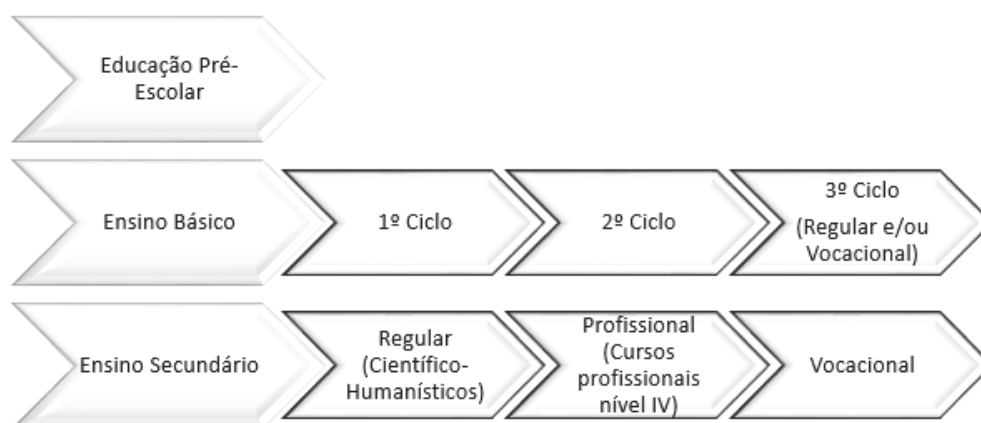 Educação Pré-
Escolar
Ensino Básico
1º Ciclo
2º Ciclo
3º Ciclo
(Regular e/ou
Vocacional)
Ensino Secundário
Regular
(Científico-
Humanísticos)
Profissional
(Cursos
profissionais
nível IV)
Vocacional